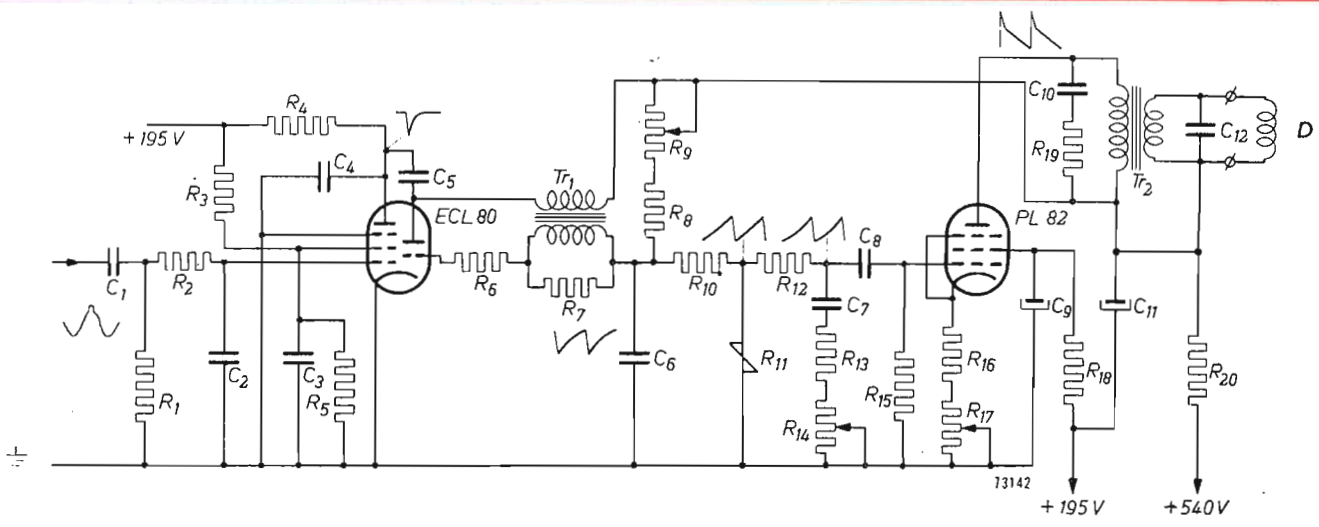 R4
+195 V
C4
C5
R3
Tr1
ECL 80
R9
R8
C1
R2
R6
R7
R10
R12
C8
C7
C6
R11
R13
R14
R15
R1
C2
C3
R5
C10
R19
Tr2
C12
D
PL 82
R16
R17
C9
C11
R18
R20
73142
+195 V
+540 V